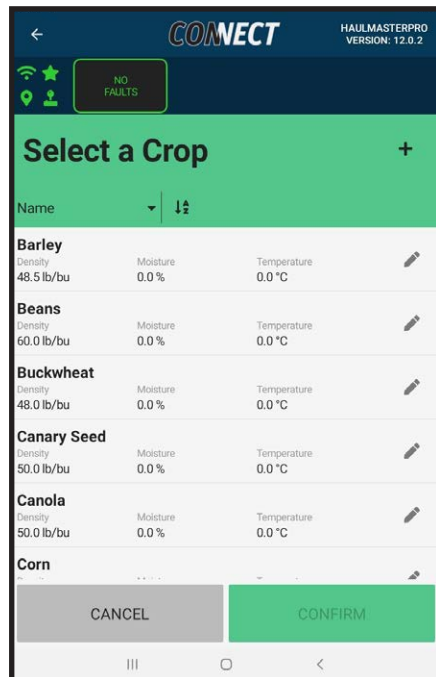 CONNECT
HAULMASTERPRO
VERSION: 12.0.2
NO
FAULTS
Select a Crop
+
Name
Barley
Density Moisture Temperature
48.5 lb/bu 0.0 % 0.0 °C
Beans
Density Moisture Temperature
60.0 lb/bu 0.0 % 0.0 °C
Buckwheat
Density Moisture Temperature
48.0 lb/bu 0.0 % 0.0 °C
Canary Seed
Density Moisture Temperature
50.0 lb/bu 0.0 % 0.0 °C
Canola
Density Moisture Temperature
50.0 lb/bu 0.0 % 0.0 °C
Corn
CANCEL CONFIRM